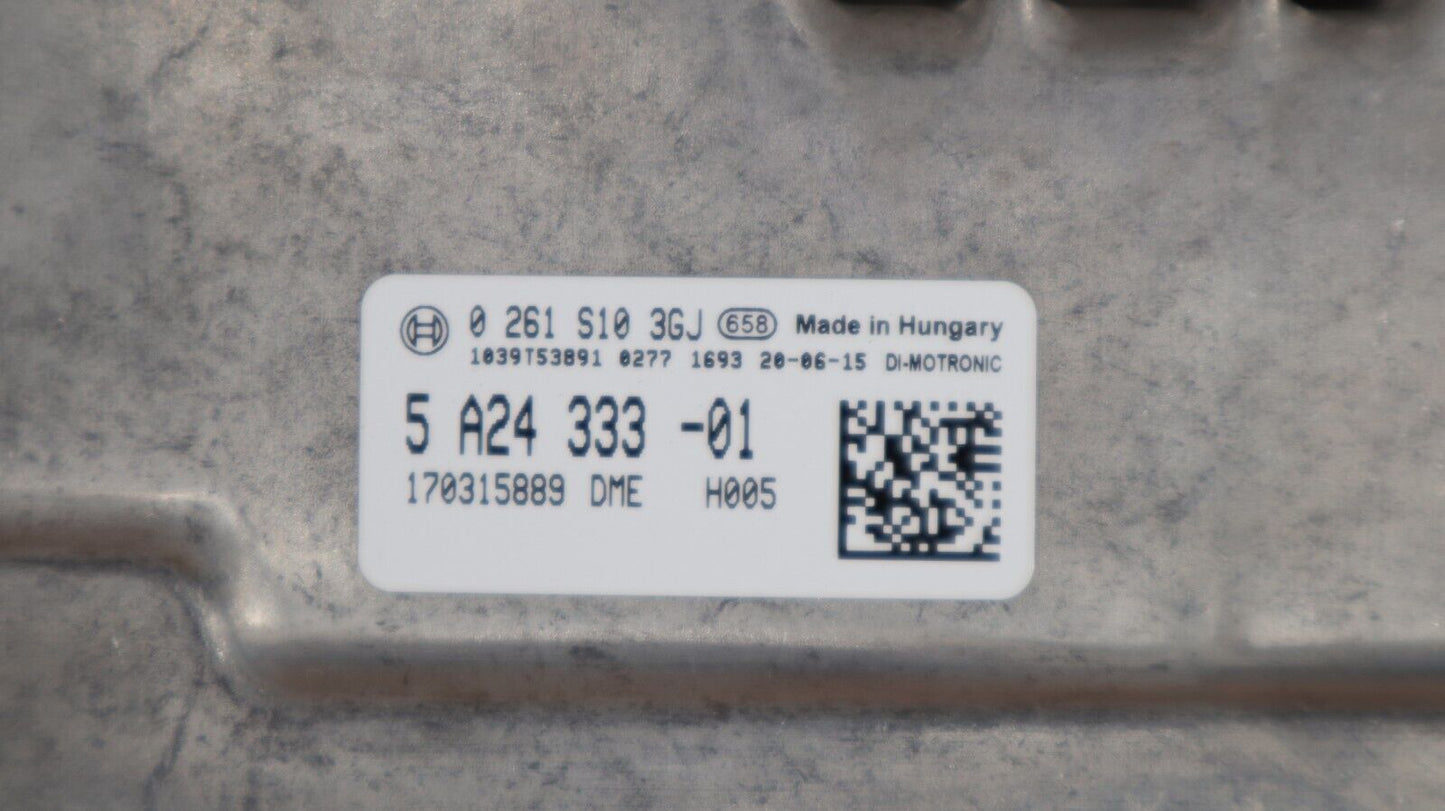 0 261 S10 3GJ 658 Made in Hungary
1039T53891 0277 1693 20-06-15 DI-MOTRONIC
5 A24 333 -01
170315889 DME H005